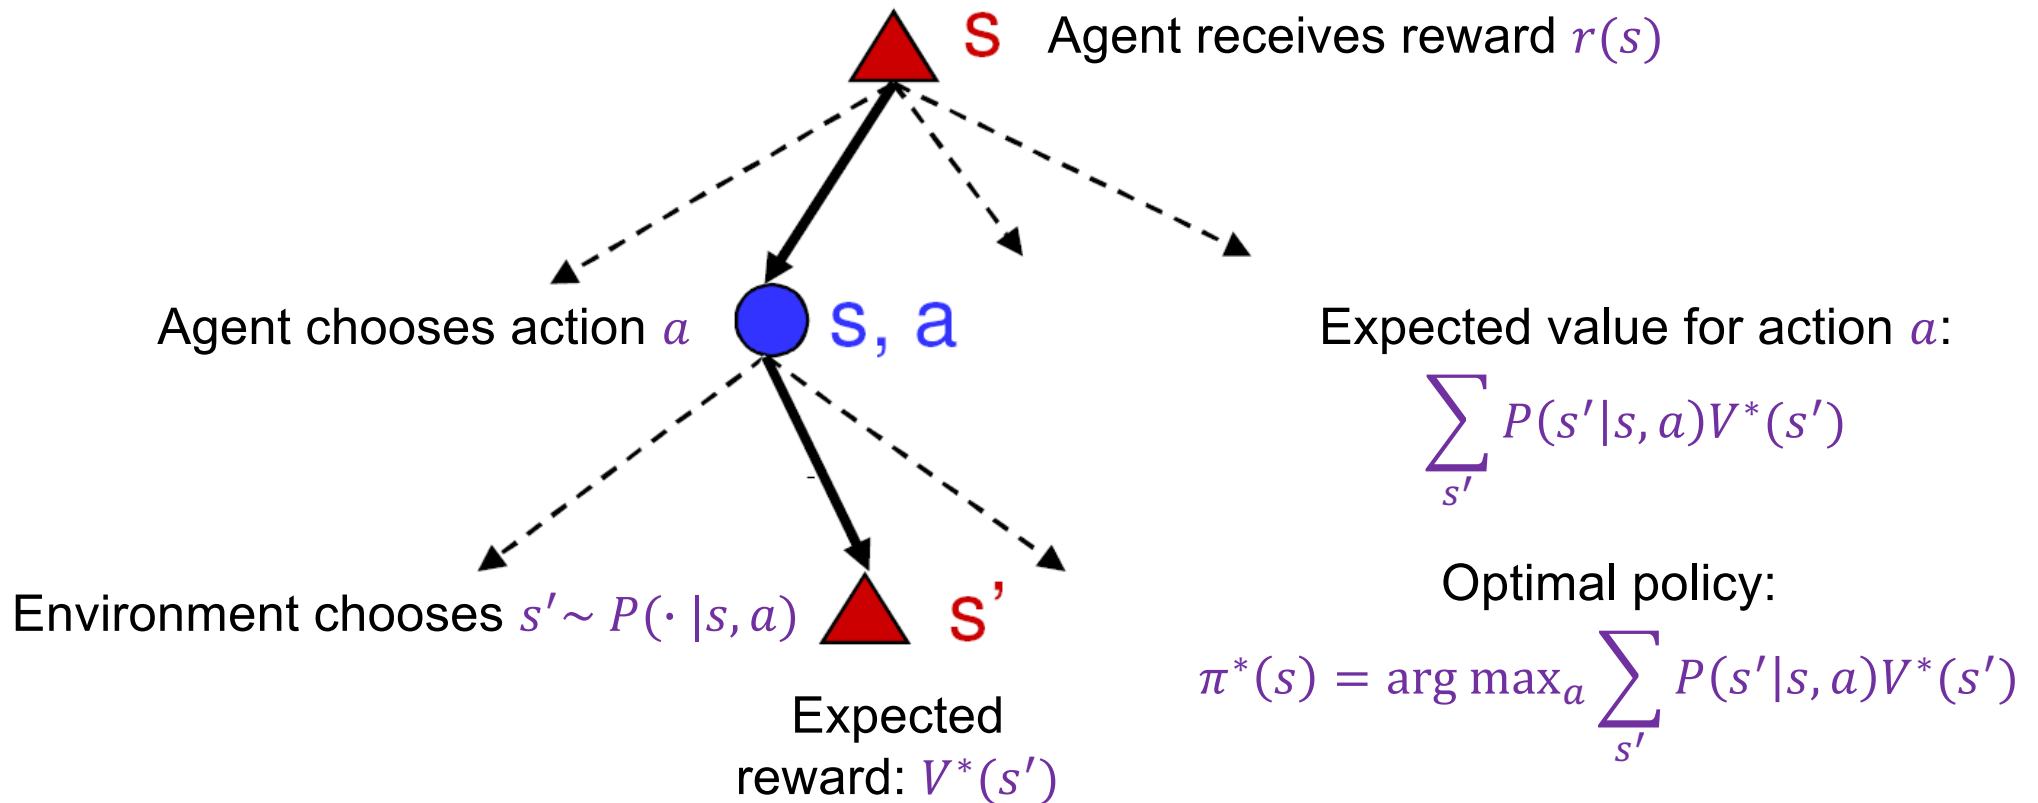 s Agent receives reward r(s)
Agent chooses action a
s, a
Expected value for action a:
∑ P(s′|s, a)V*(s′)
s′
Environment chooses s′~ P(· |s, a)
s’
Optimal policy:
π*(s) = arg maxₐ ∑ P(s′|s, a)V*(s′)
s′
Expected
reward: V*(s′)